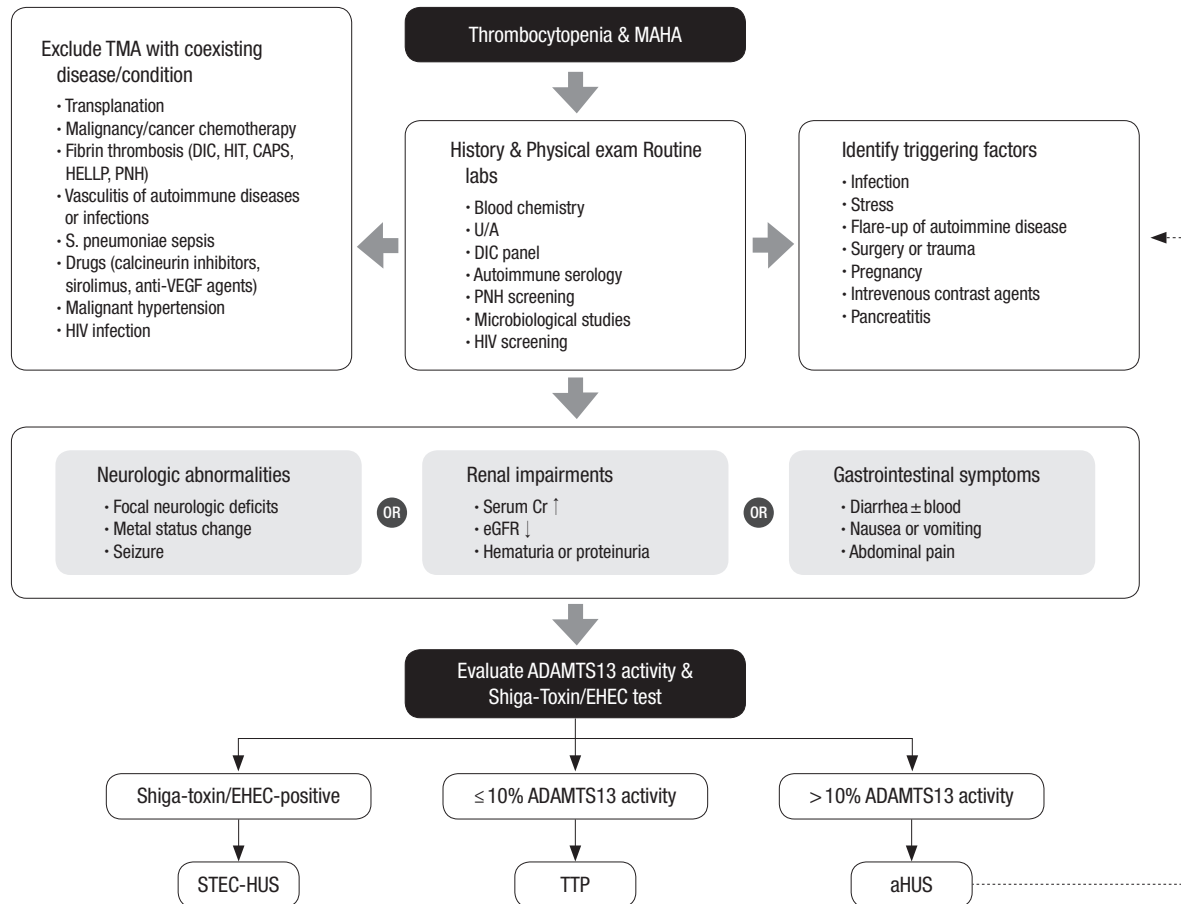 Thrombocytopenia & MAHA
Exclude TMA with coexisting
disease/condition
• Transplanation
• Malignancy/cancer chemotherapy
• Fibrin thrombosis (DIC, HIT, CAPS,
HELLP, PNH)
• Vasculitis of autoimmune diseases
or infections
• S. pneumoniae sepsis
• Drugs (calcineurin inhibitors,
sirolimus, anti-VEGF agents)
• Malignant hypertension
• HIV infection
History & Physical exam Routine
labs
• Blood chemistry
• U/A
• DIC panel
• Autoimmune serology
• PNH screening
• Microbiological studies
• HIV screening
Identify triggering factors
• Infection
• Stress
• Flare-up of autoimmine disease
• Surgery or trauma
• Pregnancy
• Intrevenous contrast agents
• Pancreatitis
Neurologic abnormalities
• Focal neurologic deficits
• Metal status change
• Seizure
OR
Renal impairments
• Serum Cr ↑
• eGFR ↓
• Hematuria or proteinuria
OR
Gastrointestinal symptoms
• Diarrhea ± blood
• Nausea or vomiting
• Abdominal pain
Evaluate ADAMTS13 activity &
Shiga-Toxin/EHEC test
Shiga-toxin/EHEC-positive
≤ 10% ADAMTS13 activity
> 10% ADAMTS13 activity
STEC-HUS
TTP
aHUS